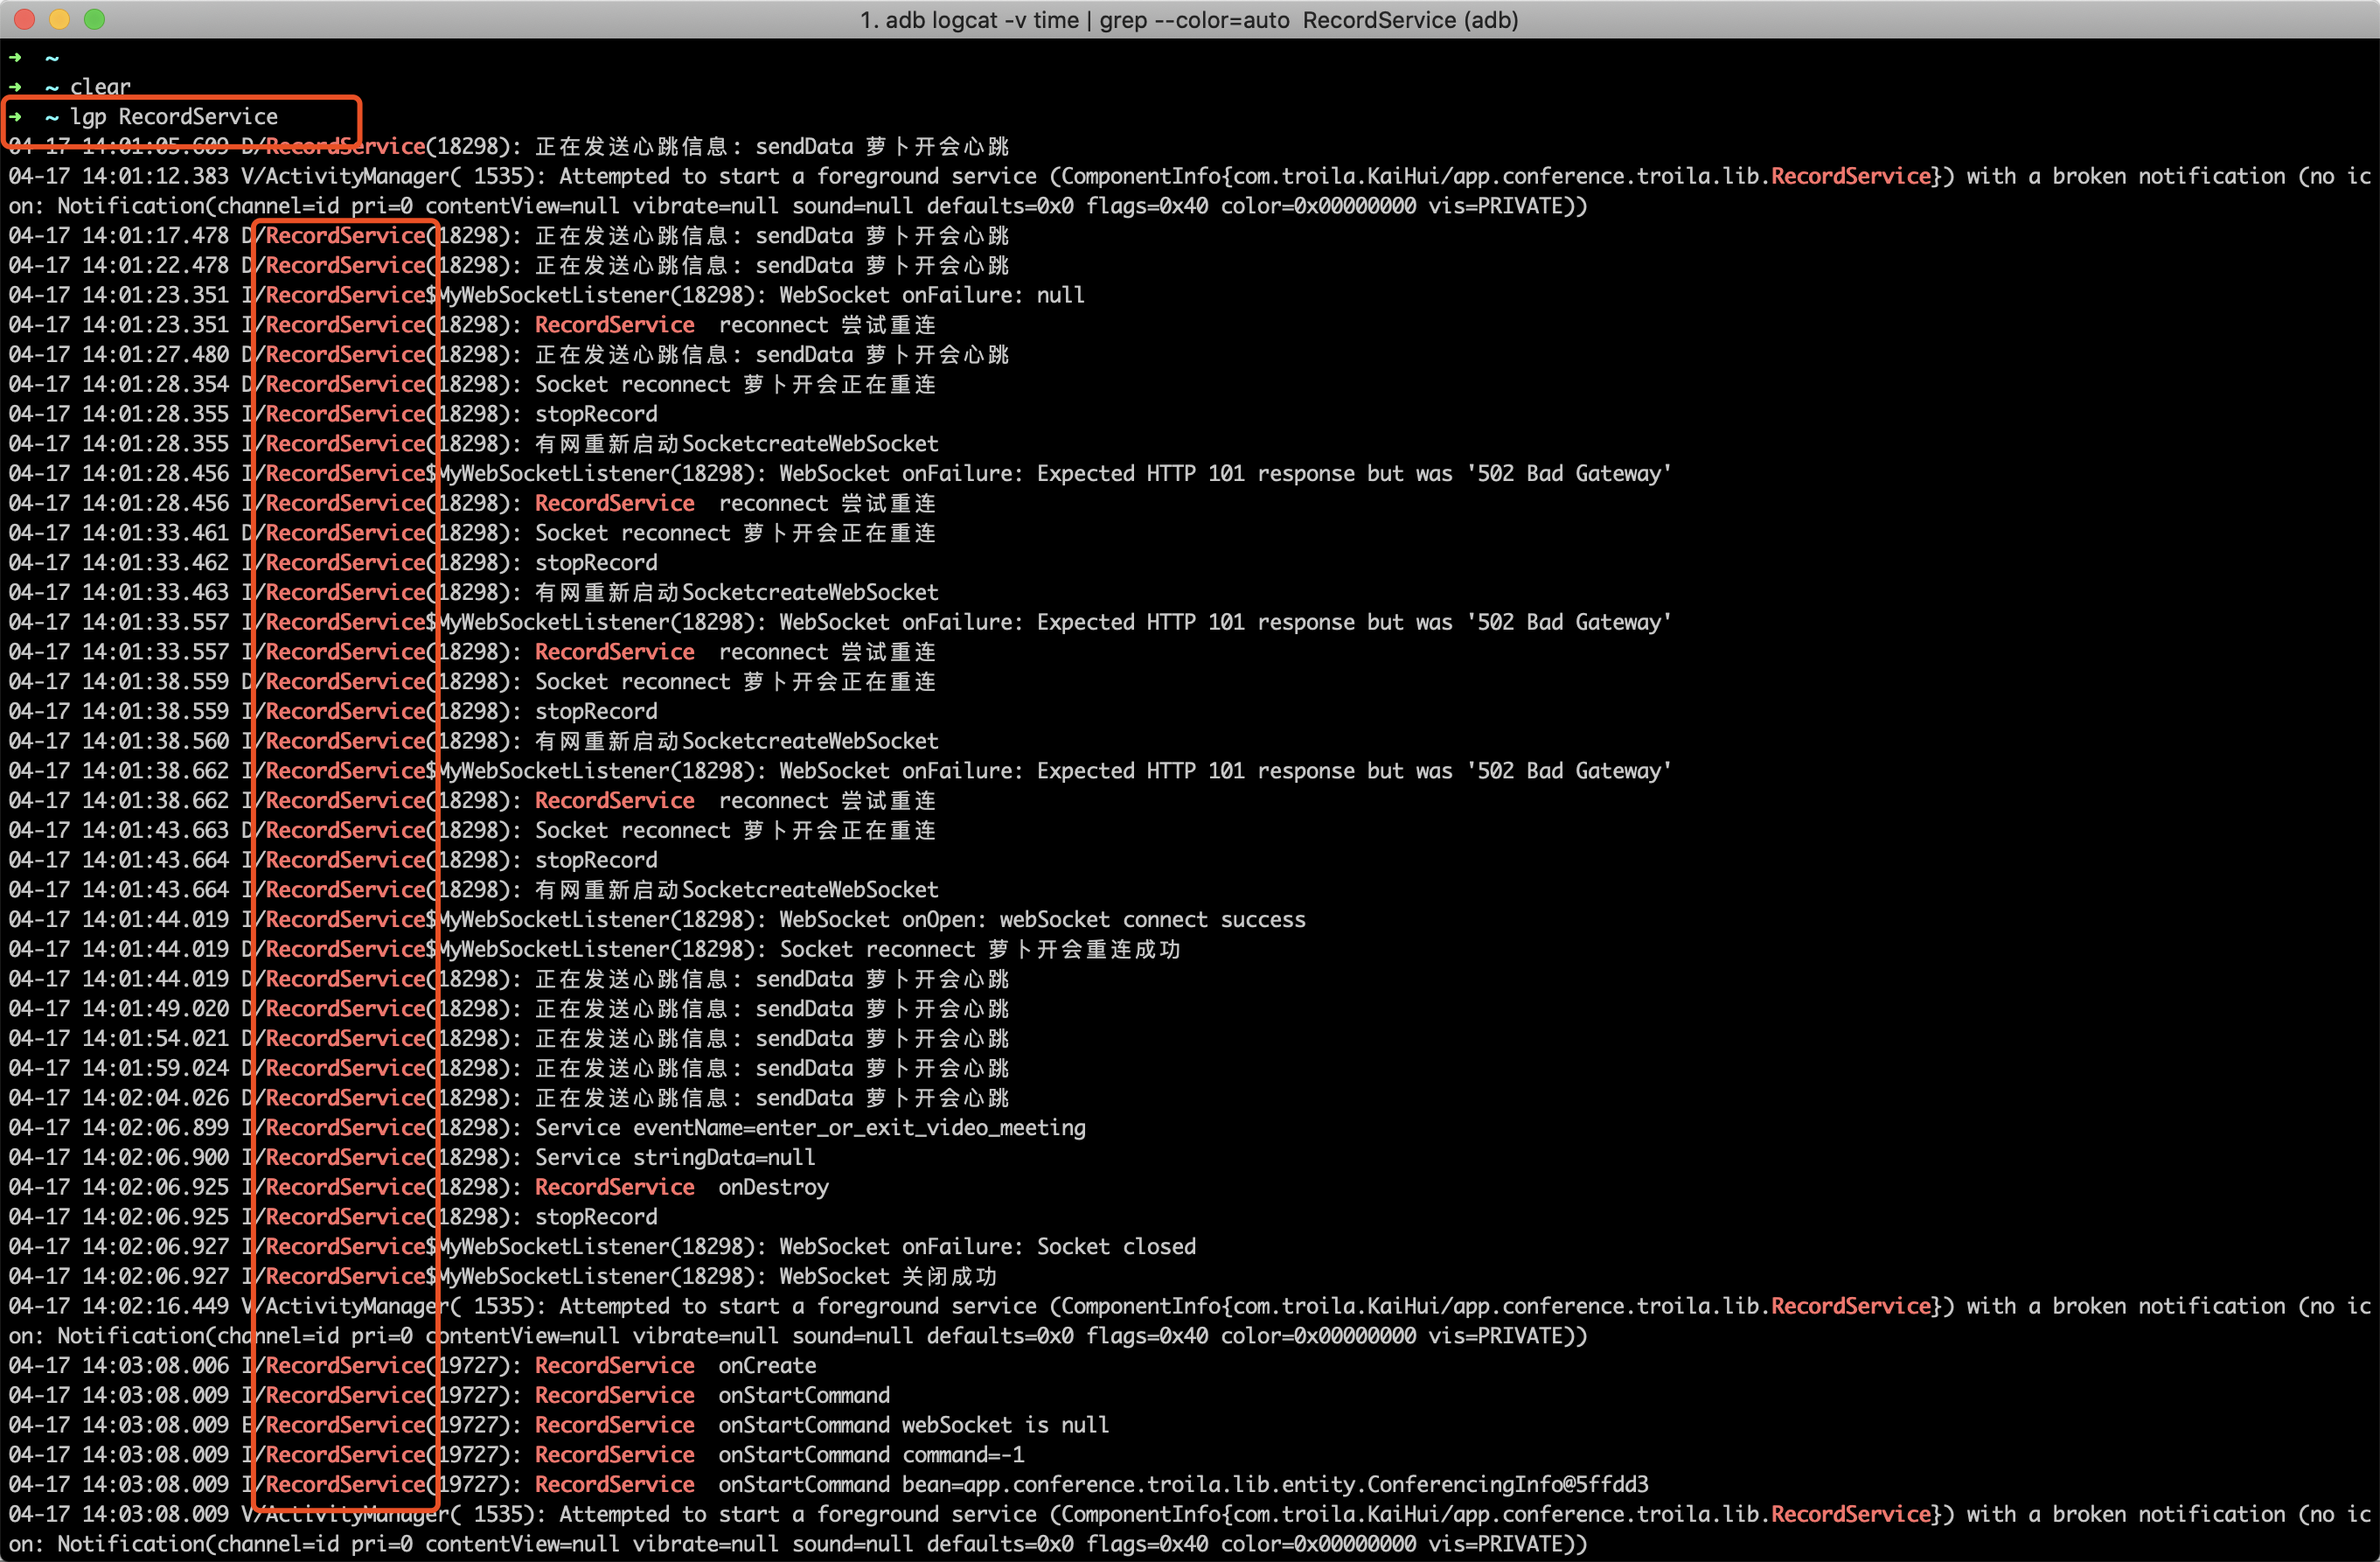 1. adb logcat -v time | grep --color=auto  RecordService (adb)
➜  ~
➜  ~ clear
➜  ~ lgp RecordService
04-17 14:01:05.609 D/RecordService(18298): 正在发送心跳信息: sendData 萝卜开会心跳
04-17 14:01:12.383 V/ActivityManager( 1535): Attempted to start a foreground service (ComponentInfo{com.troila.KaiHui/app.conference.troila.lib.RecordService}) with a broken notification (no ic
on: Notification(channel=id pri=0 contentView=null vibrate=null sound=null defaults=0x0 flags=0x40 color=0x00000000 vis=PRIVATE))
04-17 14:01:17.478 D/RecordService(18298): 正在发送心跳信息: sendData 萝卜开会心跳
04-17 14:01:22.478 D/RecordService(18298): 正在发送心跳信息: sendData 萝卜开会心跳
04-17 14:01:23.351 I/RecordService$MyWebSocketListener(18298): WebSocket onFailure: null
04-17 14:01:23.351 I/RecordService(18298): RecordService  reconnect 尝试重连
04-17 14:01:27.480 D/RecordService(18298): 正在发送心跳信息: sendData 萝卜开会心跳
04-17 14:01:28.354 D/RecordService(18298): Socket reconnect 萝卜开会正在重连
04-17 14:01:28.355 I/RecordService(18298): stopRecord
04-17 14:01:28.355 I/RecordService(18298): 有网重新启动SocketcreateWebSocket
04-17 14:01:28.456 I/RecordService$MyWebSocketListener(18298): WebSocket onFailure: Expected HTTP 101 response but was '502 Bad Gateway'
04-17 14:01:28.456 I/RecordService(18298): RecordService  reconnect 尝试重连
04-17 14:01:33.461 D/RecordService(18298): Socket reconnect 萝卜开会正在重连
04-17 14:01:33.462 I/RecordService(18298): stopRecord
04-17 14:01:33.463 I/RecordService(18298): 有网重新启动SocketcreateWebSocket
04-17 14:01:33.557 I/RecordService$MyWebSocketListener(18298): WebSocket onFailure: Expected HTTP 101 response but was '502 Bad Gateway'
04-17 14:01:33.557 I/RecordService(18298): RecordService  reconnect 尝试重连
04-17 14:01:38.559 D/RecordService(18298): Socket reconnect 萝卜开会正在重连
04-17 14:01:38.559 I/RecordService(18298): stopRecord
04-17 14:01:38.560 I/RecordService(18298): 有网重新启动SocketcreateWebSocket
04-17 14:01:38.662 I/RecordService$MyWebSocketListener(18298): WebSocket onFailure: Expected HTTP 101 response but was '502 Bad Gateway'
04-17 14:01:38.662 I/RecordService(18298): RecordService  reconnect 尝试重连
04-17 14:01:43.663 D/RecordService(18298): Socket reconnect 萝卜开会正在重连
04-17 14:01:43.664 I/RecordService(18298): stopRecord
04-17 14:01:43.664 I/RecordService(18298): 有网重新启动SocketcreateWebSocket
04-17 14:01:44.019 I/RecordService$MyWebSocketListener(18298): WebSocket onOpen: webSocket connect success
04-17 14:01:44.019 D/RecordService$MyWebSocketListener(18298): Socket reconnect 萝卜开会重连成功
04-17 14:01:44.019 D/RecordService(18298): 正在发送心跳信息: sendData 萝卜开会心跳
04-17 14:01:49.020 D/RecordService(18298): 正在发送心跳信息: sendData 萝卜开会心跳
04-17 14:01:54.021 D/RecordService(18298): 正在发送心跳信息: sendData 萝卜开会心跳
04-17 14:01:59.024 D/RecordService(18298): 正在发送心跳信息: sendData 萝卜开会心跳
04-17 14:02:04.026 D/RecordService(18298): 正在发送心跳信息: sendData 萝卜开会心跳
04-17 14:02:06.899 I/RecordService(18298): Service eventName=enter_or_exit_video_meeting
04-17 14:02:06.900 I/RecordService(18298): Service stringData=null
04-17 14:02:06.925 I/RecordService(18298): RecordService  onDestroy
04-17 14:02:06.925 I/RecordService(18298): stopRecord
04-17 14:02:06.927 I/RecordService$MyWebSocketListener(18298): WebSocket onFailure: Socket closed
04-17 14:02:06.927 I/RecordService$MyWebSocketListener(18298): WebSocket 关闭成功
04-17 14:02:16.449 V/ActivityManager( 1535): Attempted to start a foreground service (ComponentInfo{com.troila.KaiHui/app.conference.troila.lib.RecordService}) with a broken notification (no ic
on: Notification(channel=id pri=0 contentView=null vibrate=null sound=null defaults=0x0 flags=0x40 color=0x00000000 vis=PRIVATE))
04-17 14:03:08.006 I/RecordService(19727): RecordService  onCreate
04-17 14:03:08.009 I/RecordService(19727): RecordService  onStartCommand
04-17 14:03:08.009 E/RecordService(19727): RecordService  onStartCommand webSocket is null
04-17 14:03:08.009 I/RecordService(19727): RecordService  onStartCommand command=-1
04-17 14:03:08.009 I/RecordService(19727): RecordService  onStartCommand bean=app.conference.troila.lib.entity.ConferencingInfo@5ffdd3
04-17 14:03:08.009 V/ActivityManager( 1535): Attempted to start a foreground service (ComponentInfo{com.troila.KaiHui/app.conference.troila.lib.RecordService}) with a broken notification (no ic
on: Notification(channel=id pri=0 contentView=null vibrate=null sound=null defaults=0x0 flags=0x40 color=0x00000000 vis=PRIVATE))